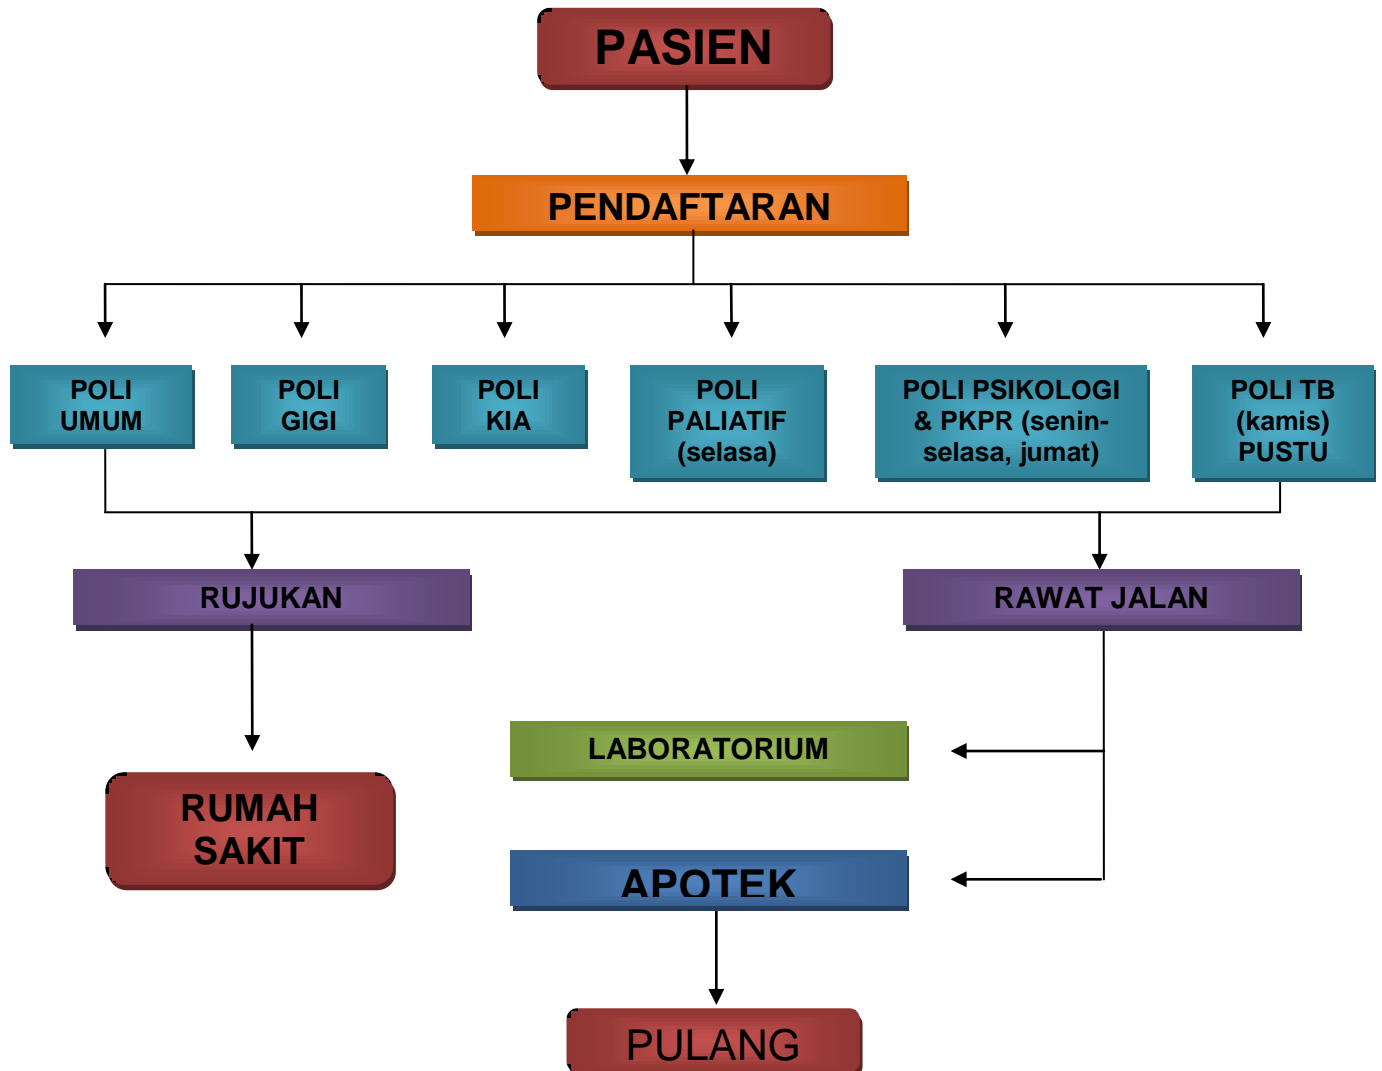 PASIEN
PENDAFTARAN
POLI
UMUM
POLI
GIGI
POLI
KIA
POLI
PALIATIF
(selasa)
POLI PSIKOLOGI
& PKPR (senin-
selasa, jumat)
POLI TB
(kamis)
PUSTU
RUJUKAN
RAWAT JALAN
LABORATORIUM
RUMAH
SAKIT
APOTEK
PULANG